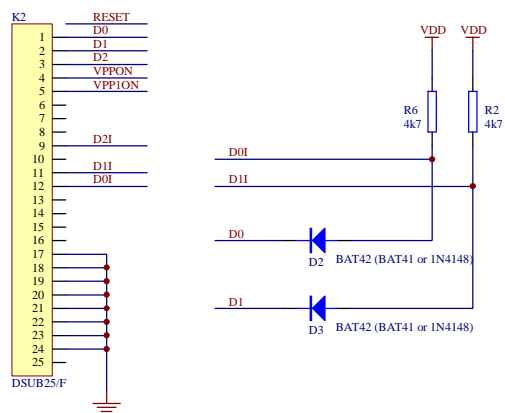 K2
RESET
1 D0
2 D1
3 D2
4 VPPON
5 VPP1ON
6
7
8
9 D2I
10
11 D1I
12 D0I
13
14
15
16
17
18
19
20
21
22
23
24
25
DSUB25/F
VDD VDD
R6 R2
4k7 4k7
D0I
D1I
D0
D2 BAT42 (BAT41 or 1N4148)
D1
D3 BAT42 (BAT41 or 1N4148)